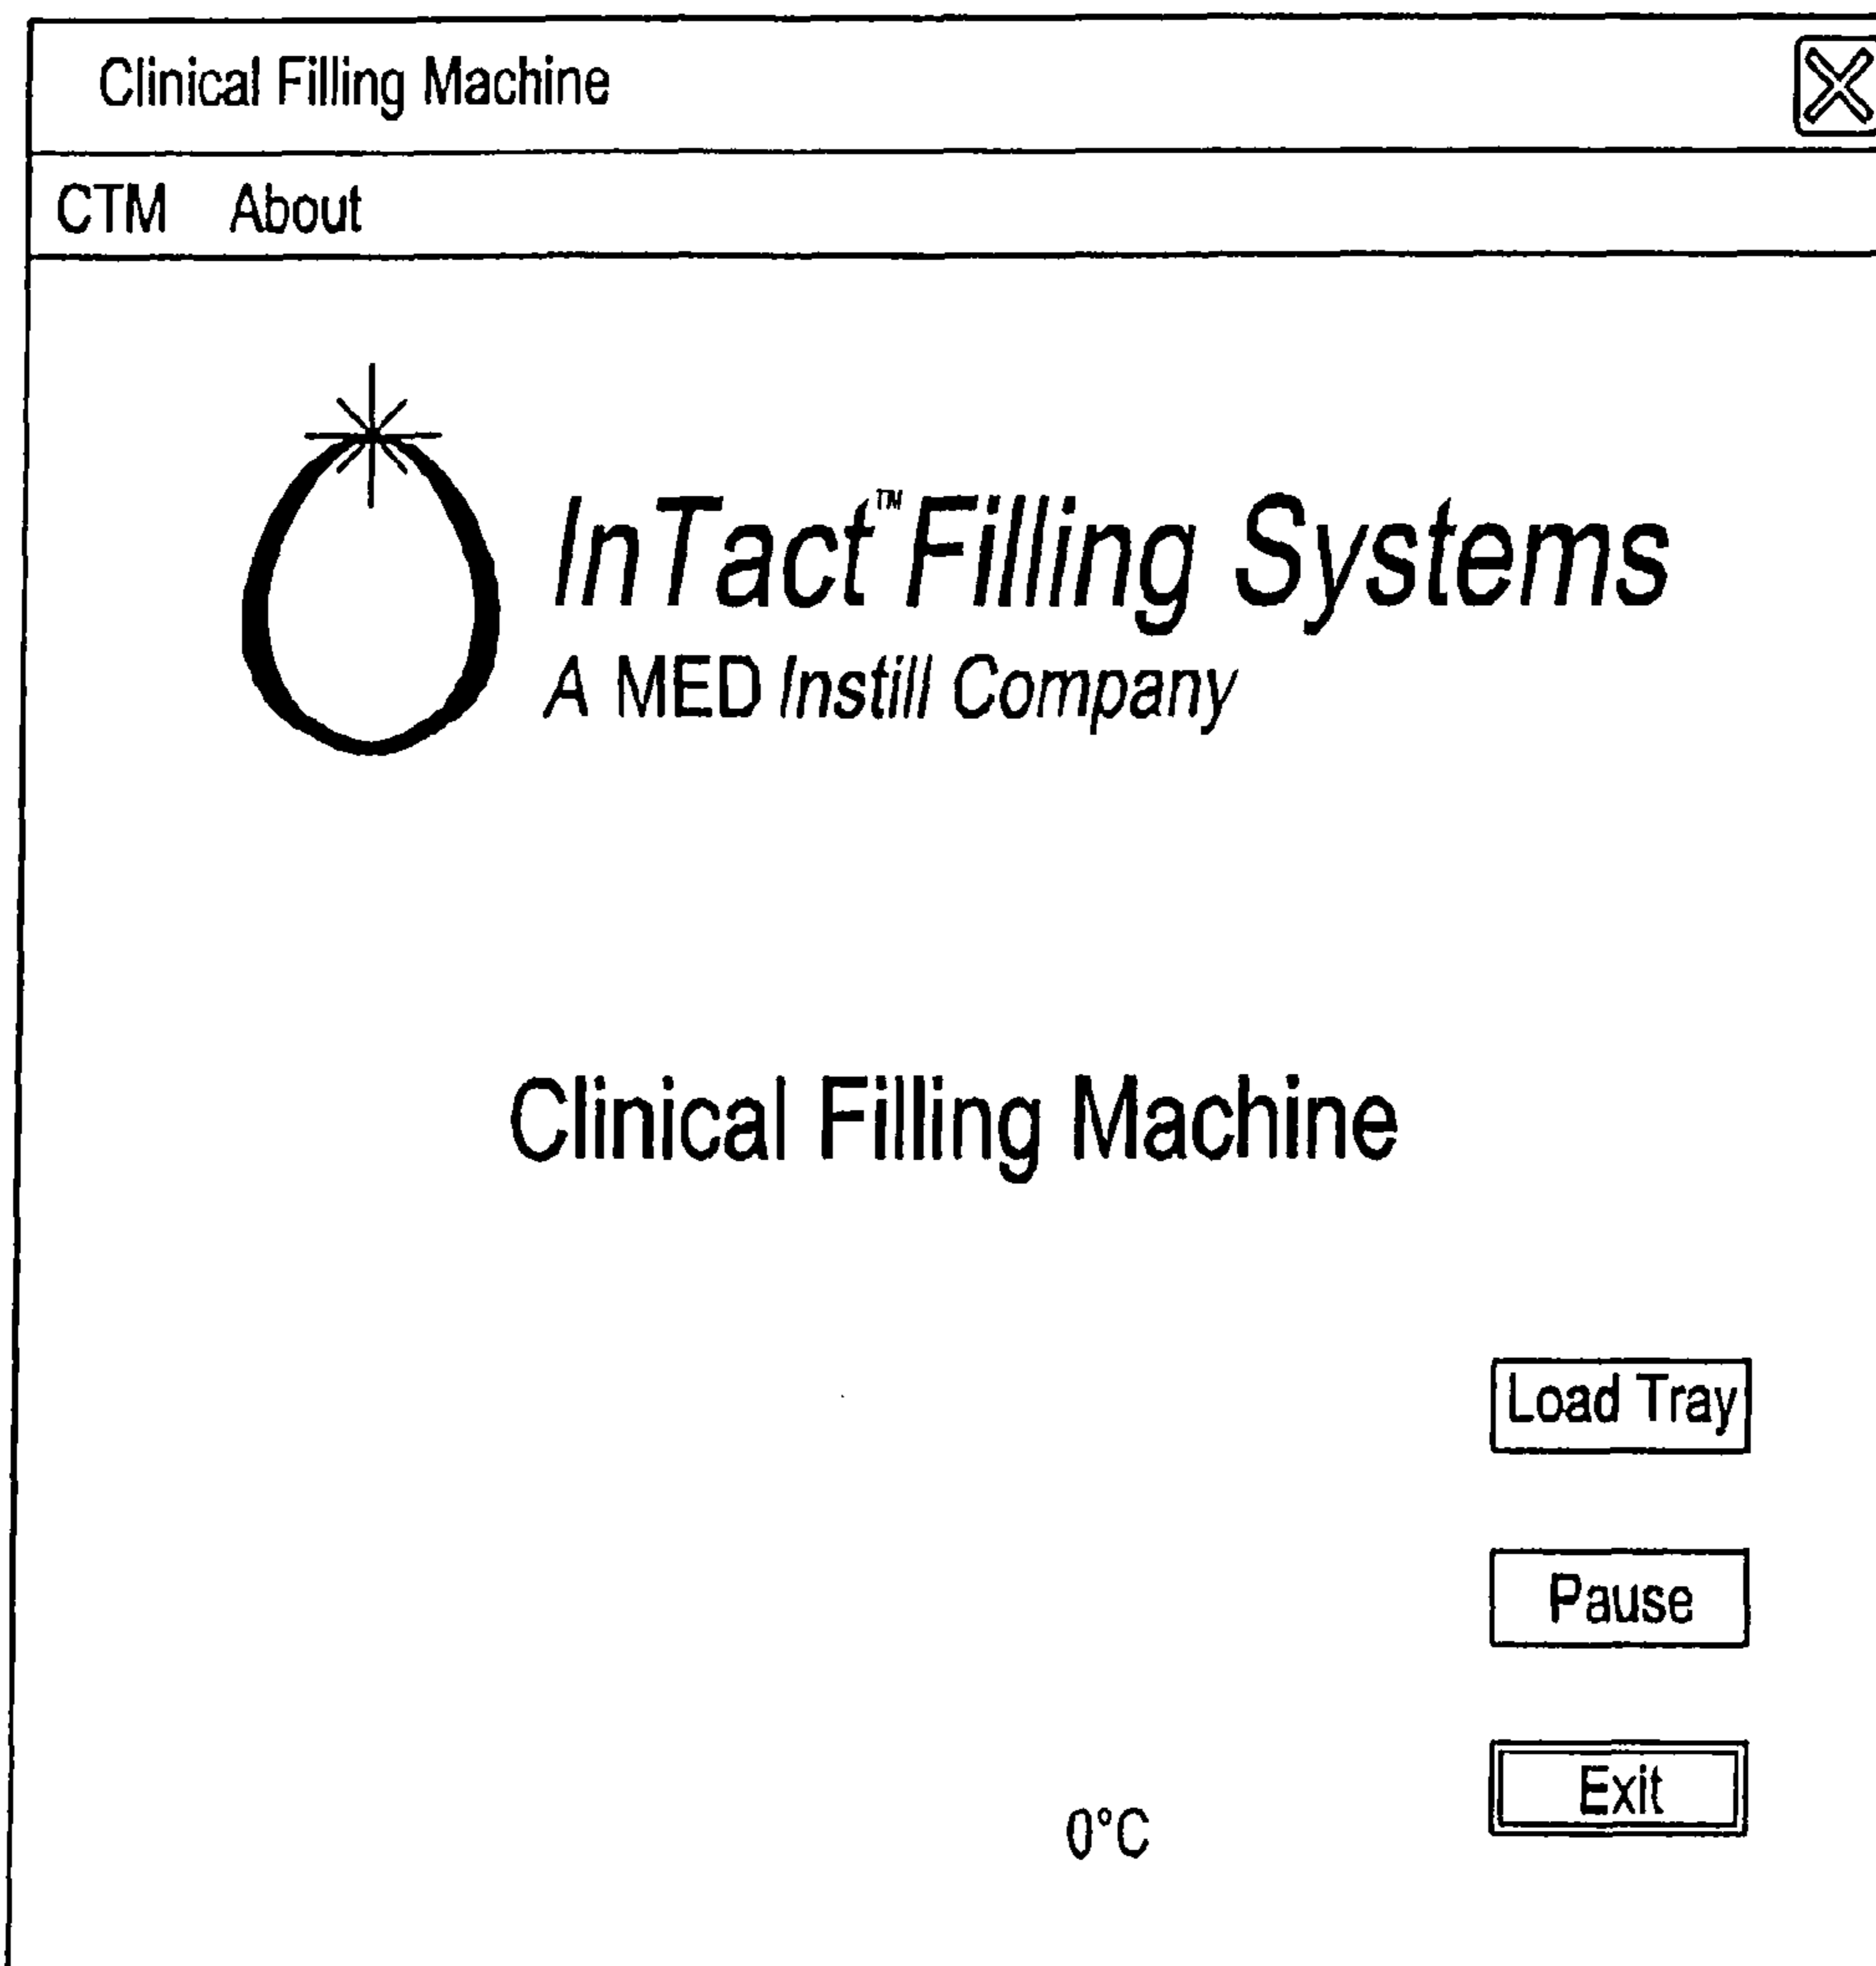 Clinical Filling Machine
CTM About
InTact™ Filling Systems
A MED Instill Company
Clinical Filling Machine
Load Tray
Pause
Exit
0°C